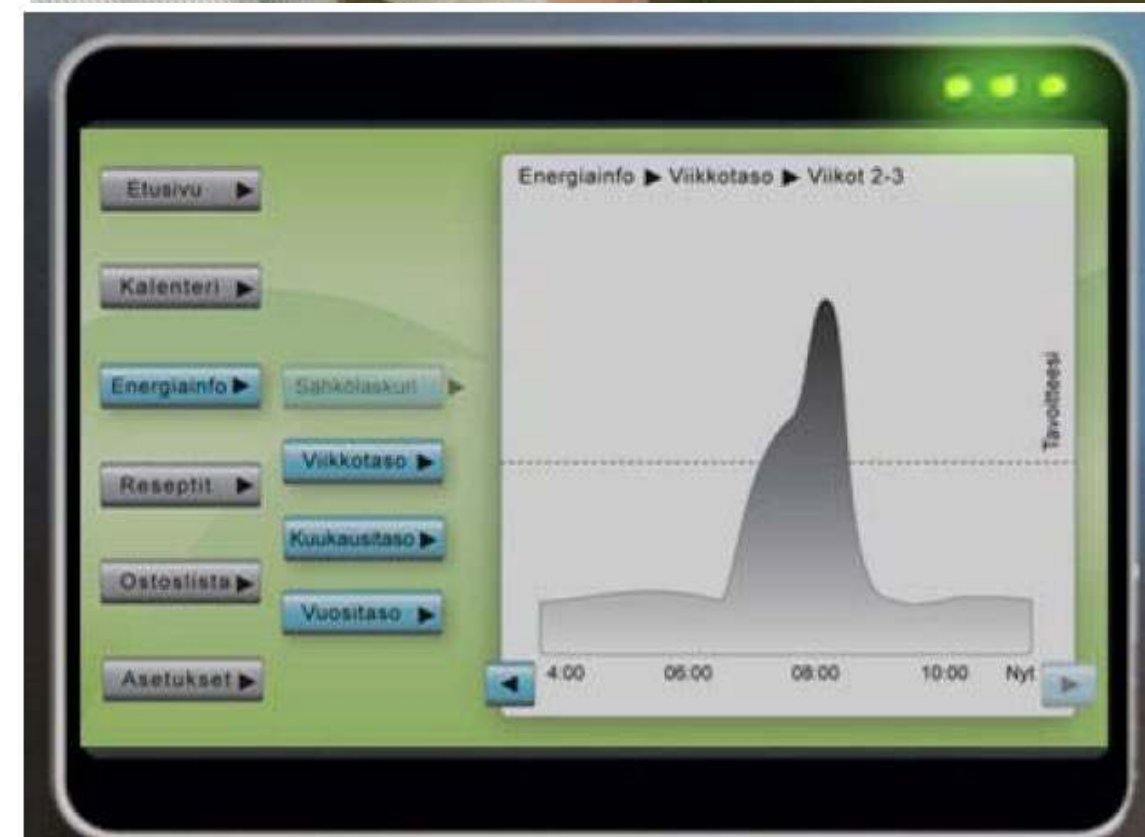 Etusivu
Kalenteri
Energiainfo
Reseptit
Ostoslista
Asetukset
Sähkölaskuri
Viikkotaso
Kuukausitaso
Vuositaso
Energiainfo ▶ Viikkotaso ▶ Viikot 2-3
Tavoitteesi
4:00 06:00 08:00 10:00 Nyt